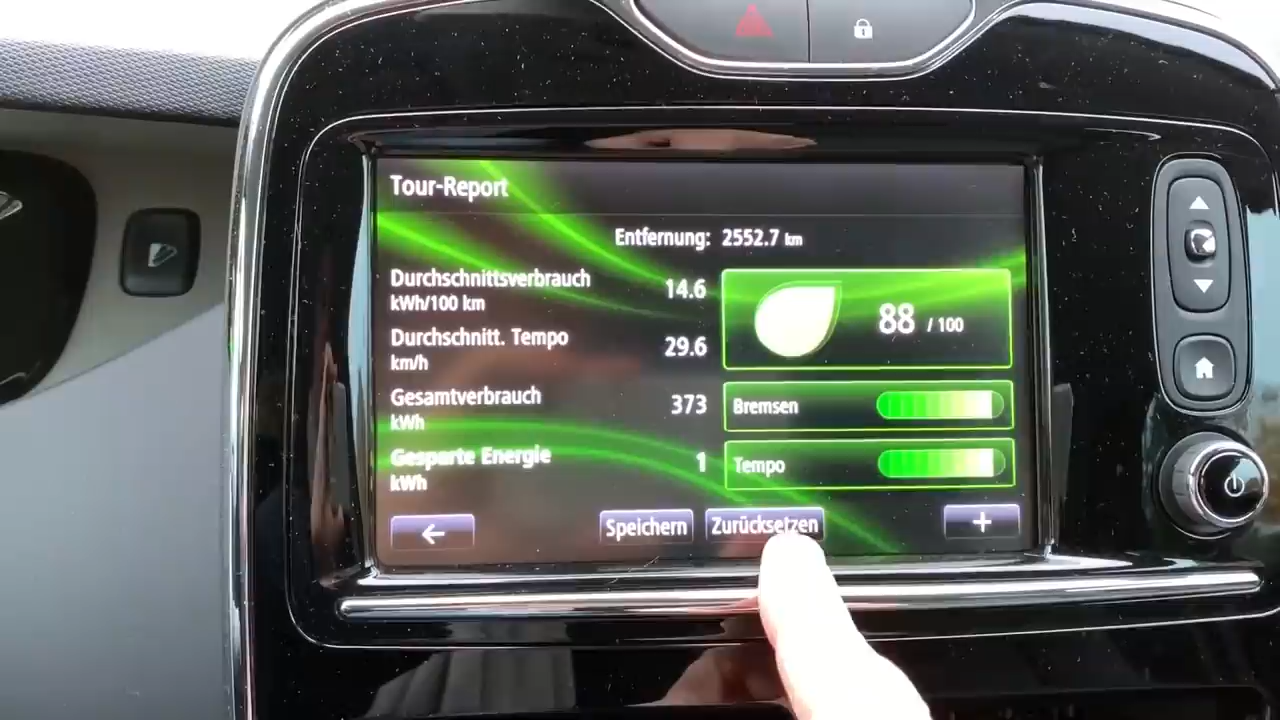 Tour-Report
Entfernung: 2552.7 km
Durchschnittsverbrauch 14.6
kWh/100 km
88 / 100
Durchschnitt. Tempo 29.6
km/h
Gesamtverbrauch 373
kWh
Bremsen
Gesparte Energie 1
kWh
Tempo
Speichern
Zurücksetzen